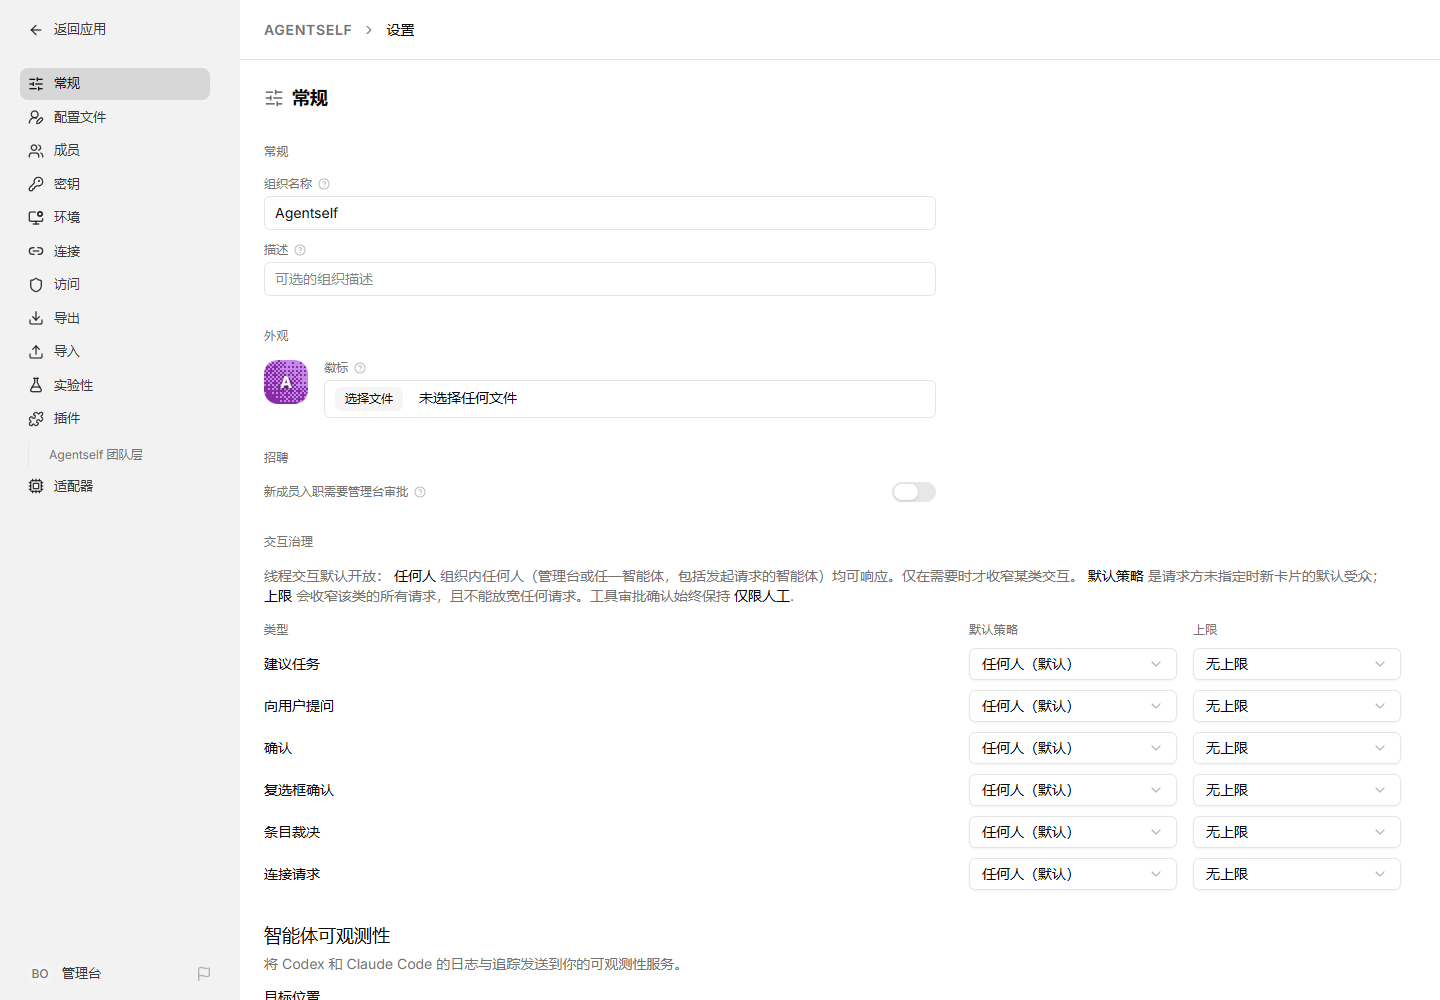 返回应用
常规
配置文件
成员
密钥
环境
连接
访问
导出
导入
实验性
插件
Agentself 团队层
适配器
BO 管理台
AGENTSELF > 设置
常规
常规
组织名称
Agentself
描述
可选的组织描述
外观
A
徽标
选择文件 未选择任何文件
招聘
新成员入职需要管理台审批
交互治理
线程交互默认开放： 任何人 组织内任何人（管理台或任一智能体，包括发起请求的智能体）均可响应。仅在需要时才收窄某类交互。 默认策略 是请求方未指定时新卡片的默认受众；
上限 会收窄该类的所有请求，且不能放宽任何请求。工具审批确认始终保持 仅限人工.
类型 默认策略 上限
建议任务 任何人（默认） 无上限
向用户提问 任何人（默认） 无上限
确认 任何人（默认） 无上限
复选框确认 任何人（默认） 无上限
条目裁决 任何人（默认） 无上限
连接请求 任何人（默认） 无上限
智能体可观测性
将 Codex 和 Claude Code 的日志与追踪发送到你的可观测性服务。
目标位置